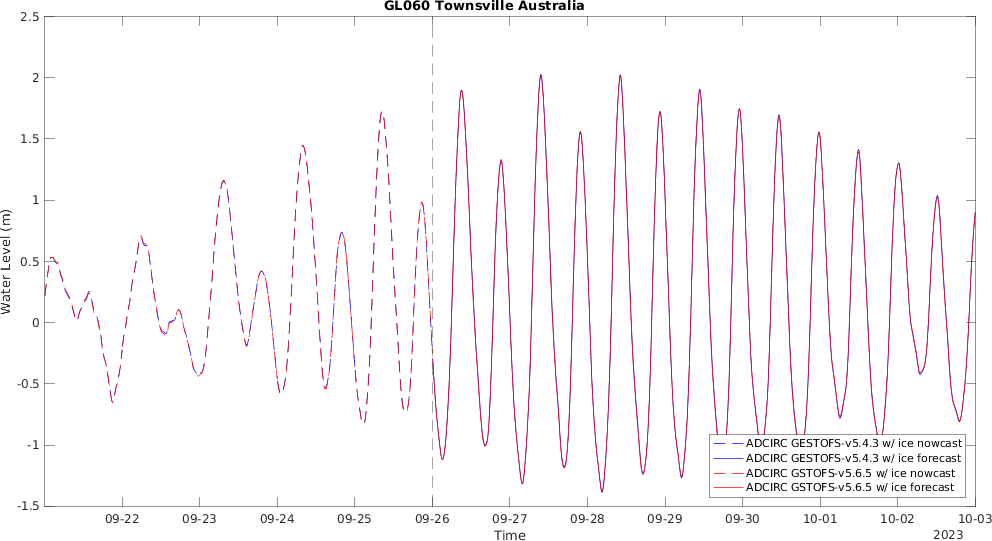 GL060 Townsville Australia
2.5
2
1.5
1
0.5
0
-0.5
-1
-1.5
Water Level (m)
ADCIRC GESTOFS-v5.4.3 w/ ice nowcast
ADCIRC GESTOFS-v5.4.3 w/ ice forecast
ADCIRC GSTOFS-v5.6.5 w/ ice nowcast
ADCIRC GSTOFS-v5.6.5 w/ ice forecast
09-22 09-23 09-24 09-25 09-26 09-27 09-28 09-29 09-30 10-01 10-02 10-03
Time
2023